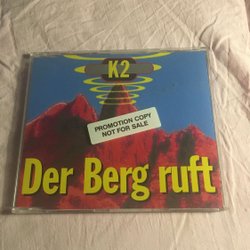 K2
PROMOTION COPY
NOT FOR SALE
Der Berg ruft